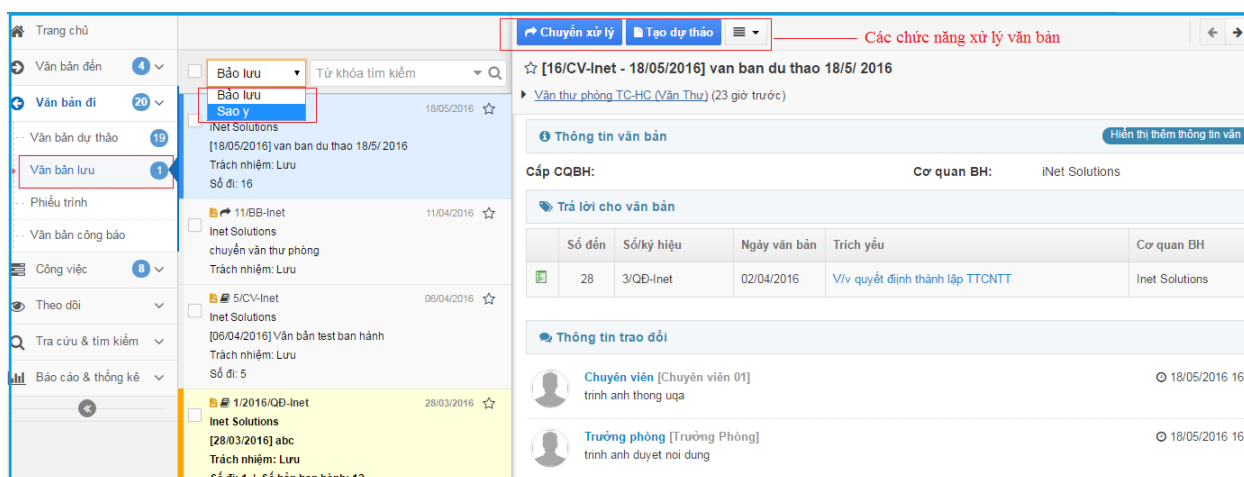 Trang chủ
Văn bản đến 4
Văn bản đi 20
Văn bản dự thảo 19
Văn bản lưu 1
Phiếu trình
Văn bản công báo
Công việc 8
Theo dõi
Tra cứu & tìm kiếm
Báo cáo & thống kê
Bảo lưu
Từ khóa tìm kiếm
Bảo lưu
Sao y
18/05/2016
iNet Solutions
[18/05/2016] van ban du thao 18/5/ 2016
Trách nhiệm: Lưu
Số đi: 16
11/BB-Inet 11/04/2016
Inet Solutions
chuyển văn thư phòng
Trách nhiệm: Lưu
5/CV-Inet 06/04/2016
Inet Solutions
[06/04/2016] Văn bản test ban hành
Trách nhiệm: Lưu
Số đi: 5
1/2016/QĐ-Inet 28/03/2016
Inet Solutions
[28/03/2016] abc
Trách nhiệm: Lưu
Số đi: 1 | Số bản ban hành: 12
Chuyển xử lý Tạo dự thảo
Các chức năng xử lý văn bản
[16/CV-Inet - 18/05/2016] van ban du thao 18/5/ 2016
Văn thư phòng TC-HC (Văn Thư) (23 giờ trước)
Thông tin văn bản Hiển thị thêm thông tin văn
Cấp CQBH: Cơ quan BH: iNet Solutions
Trả lời cho văn bản
Số đến Số/ký hiệu Ngày văn bản Trích yếu Cơ quan BH
28 3/QĐ-Inet 02/04/2016 V/v quyết địịnh thành lập TTCNTT Inet Solutions
Thông tin trao đổi
Chuyên viên [Chuyên viên 01] 18/05/2016 16
trinh anh thong uqa
Trưởng phòng [Trưởng Phòng] 18/05/2016 16
trinh anh duyet noi dung